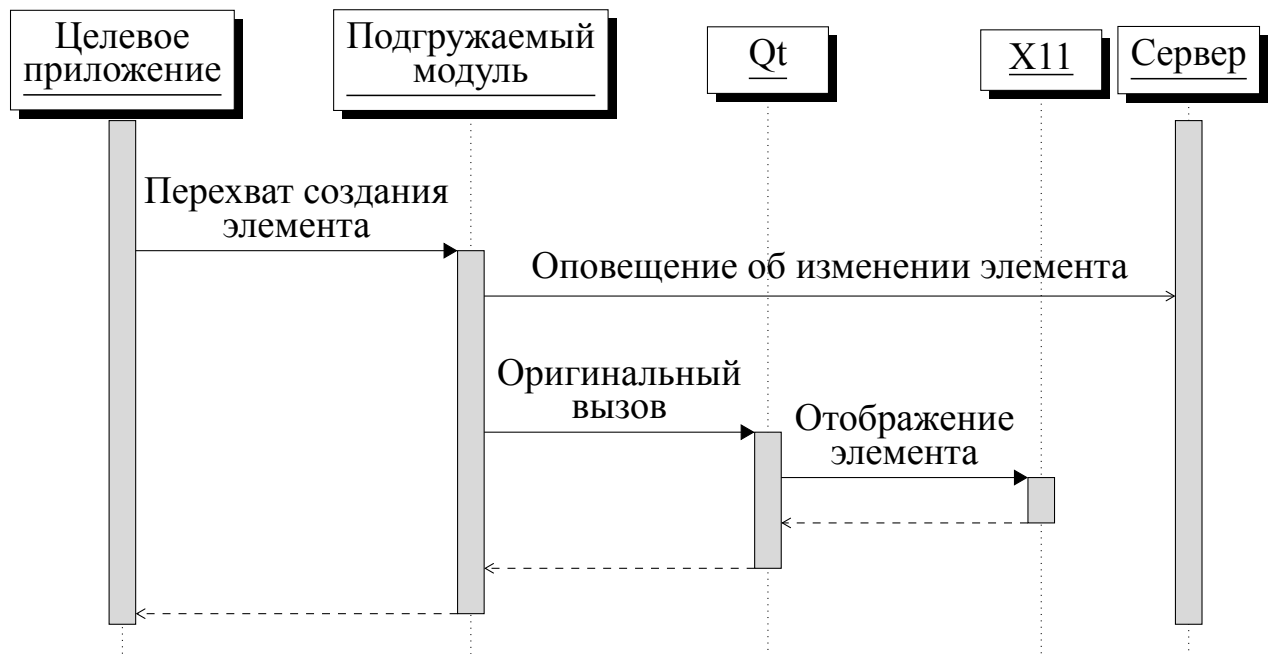 Целевое
приложение
Подгружаемый
модуль
Qt
X11
Сервер
Перехват создания
элемента
Оповещение об изменении элемента
Оригинальный
вызов
Отображение
элемента